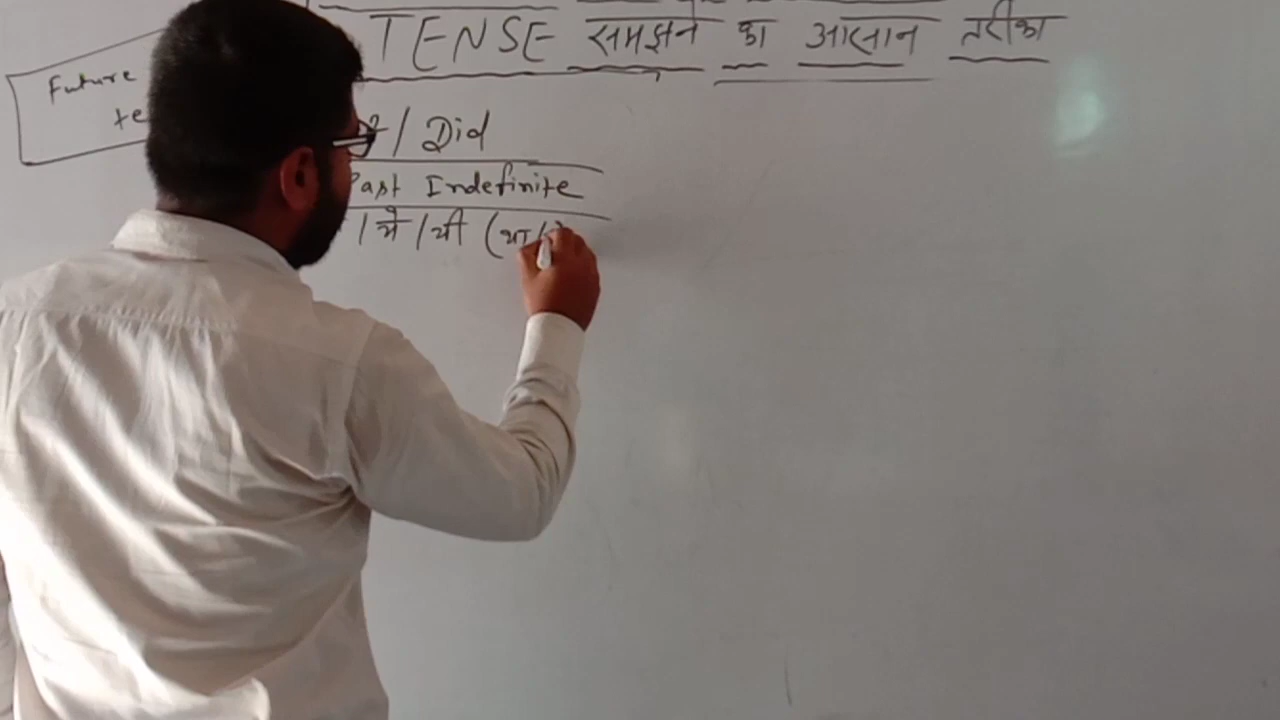 TENSE समझने का आसान तरीका
Future
te
/ Did
Past Indefinite
/ ये / यी (या /